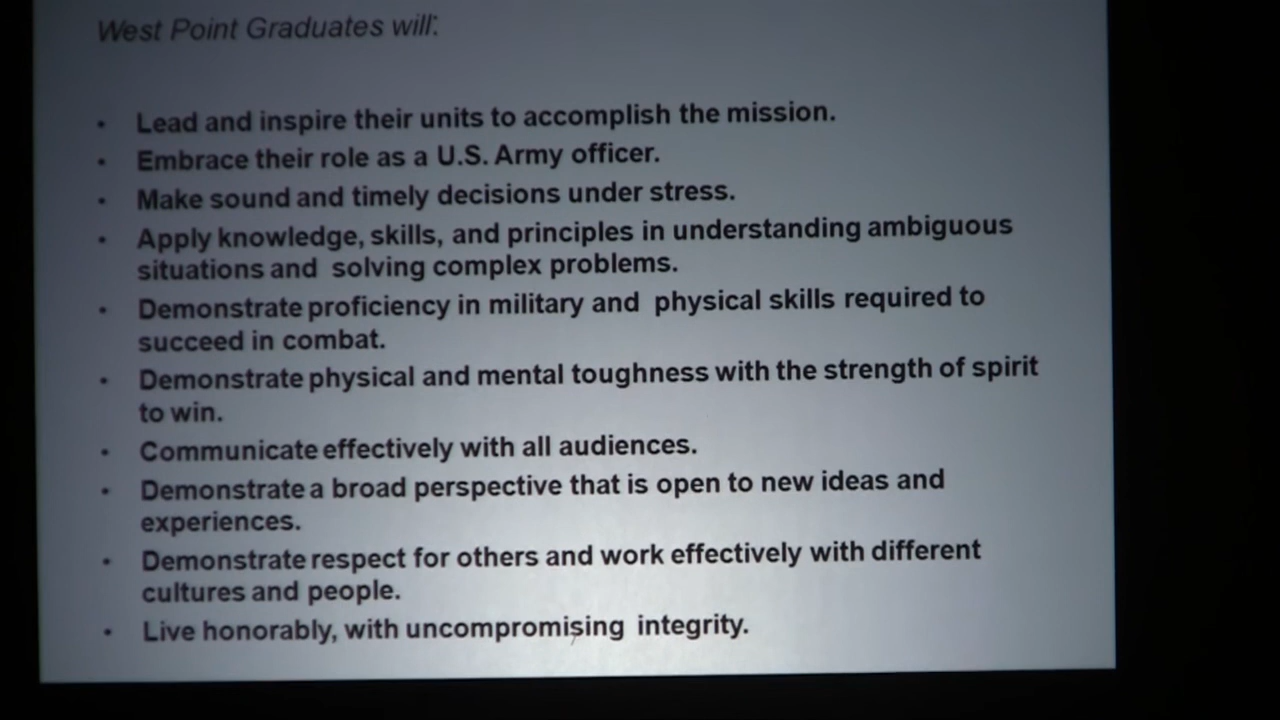 West Point Graduates will:
• Lead and inspire their units to accomplish the mission.
• Embrace their role as a U.S. Army officer.
• Make sound and timely decisions under stress.
• Apply knowledge, skills, and principles in understanding ambiguous
situations and solving complex problems.
• Demonstrate proficiency in military and physical skills required to
succeed in combat.
• Demonstrate physical and mental toughness with the strength of spirit
to win.
• Communicate effectively with all audiences.
• Demonstrate a broad perspective that is open to new ideas and
experiences.
• Demonstrate respect for others and work effectively with different
cultures and people.
• Live honorably, with uncompromising integrity.